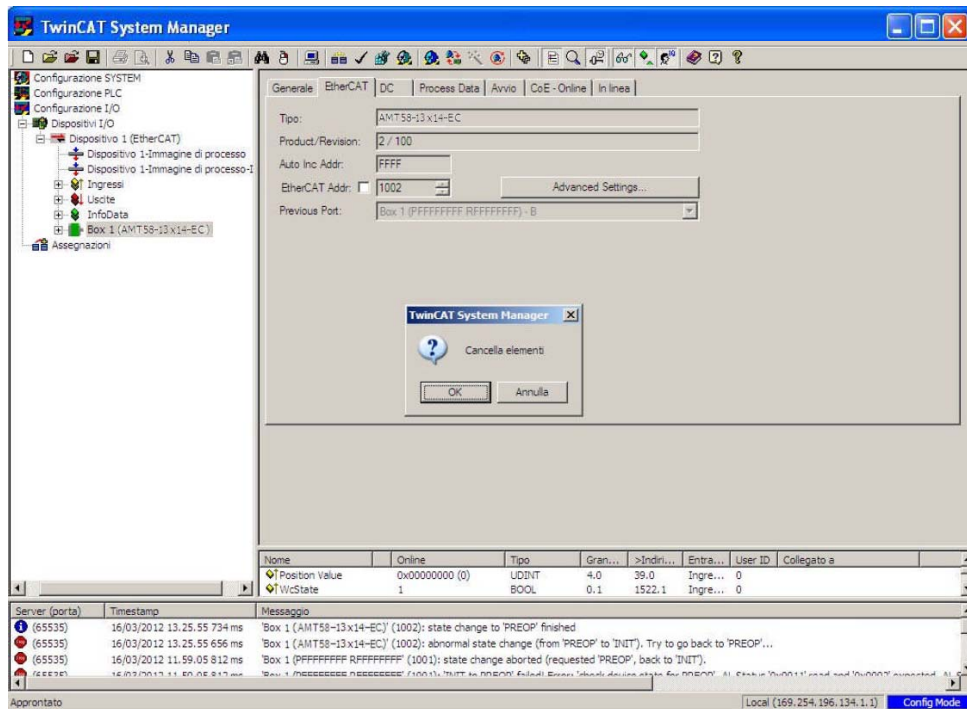 TwinCAT System Manager
Configurazione SYSTEM
Configurazione PLC
Configurazione I/O
Dispositivi I/O
Dispositivo 1 (EtherCAT)
Dispositivo 1-Immagine di processo
Dispositivo 1-Immagine di processo-I
Ingressi
Uscite
InfoData
Box 1 (AMT58-13x14-EC)
Assegnazioni
Generale EtherCAT DC Process Data Avvio CoE - Online In linea
Tipo: AMT58-13x14-EC
Product/Revision: 2 / 100
Auto Inc Addr: FFFF
EtherCAT Addr: 1002 Advanced Settings...
Previous Port: Box 1 (PFFFFFFFF RFFFFFFFF) - B
TwinCAT System Manager
Cancella elementi
OK Annulla
Nome Online Tipo Gran... >Indiri... Entra... User ID Collegato a
Position Value 0x00000000 (0) UDINT 4.0 39.0 Ingre... 0
WcState 1 BOOL 0.1 1522.1 Ingre... 0
Server (porta) Timestamp Messaggio
(65535) 16/03/2012 13.25.55 734 ms 'Box 1 (AMT58-13x14-EC)' (1002): state change to 'PREOP' finished
(65535) 16/03/2012 13.25.55 656 ms 'Box 1 (AMT58-13x14-EC)' (1002): abnormal state change (from 'PREOP' to 'INIT'). Try to go back to 'PREOP'...
(65535) 16/03/2012 11.59.05 812 ms 'Box 1 (PFFFFFFFF RFFFFFFFF' (1001): state change aborted (requested 'PREOP', back to 'INIT').
Approntato Local (169.254.196.134.1.1) Config Mode